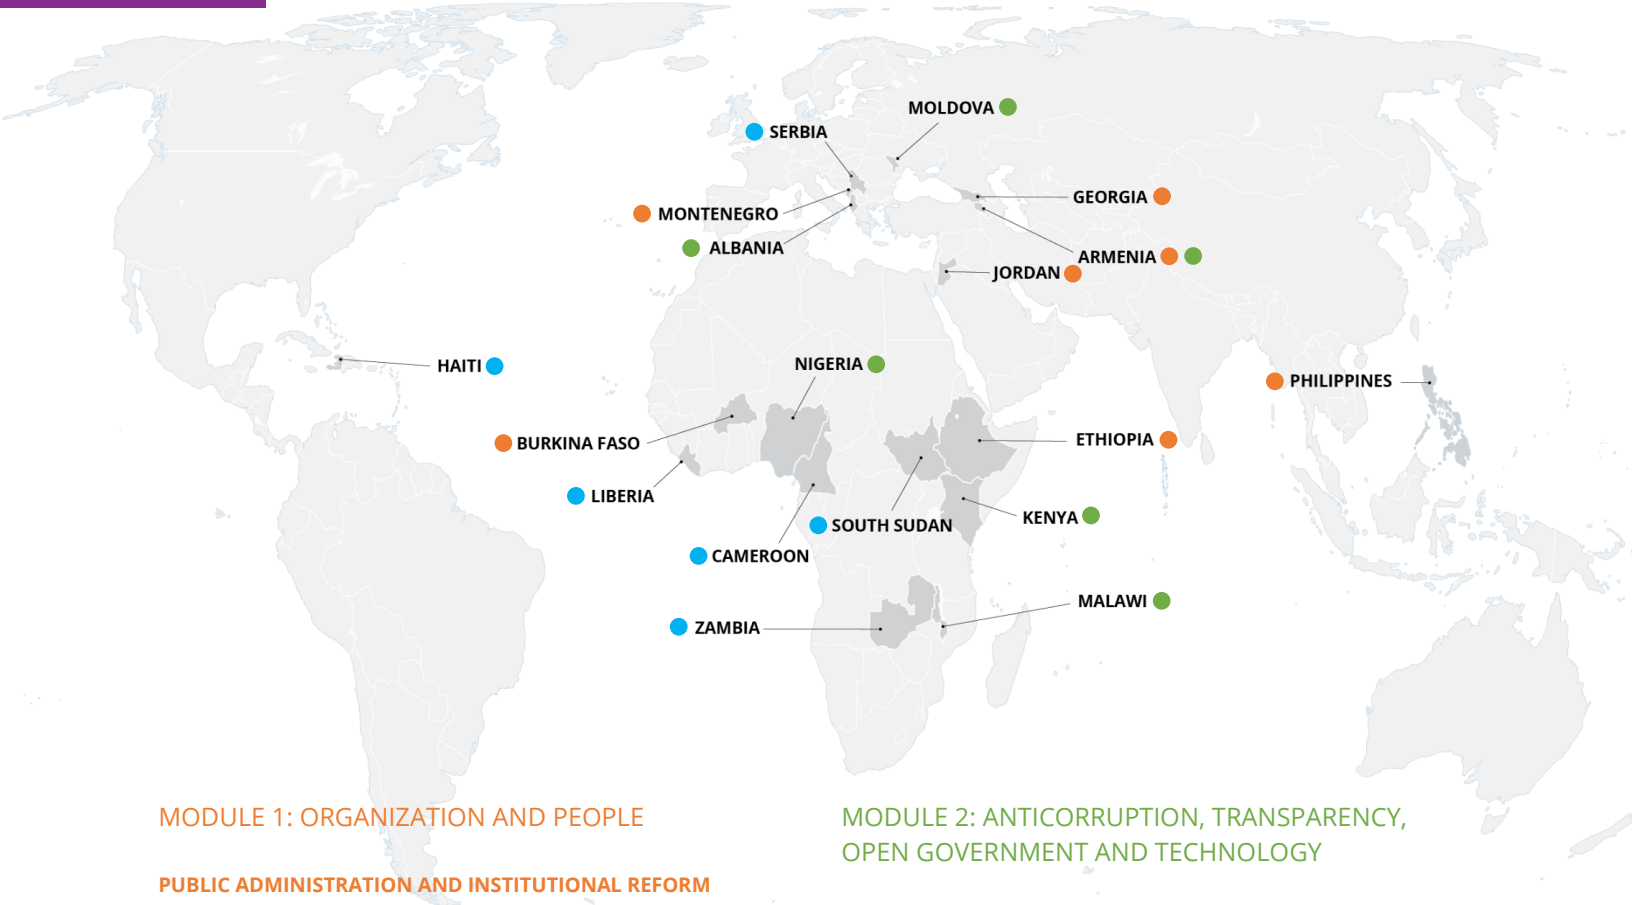 MOLDOVA
SERBIA
GEORGIA
MONTENEGRO
ALBANIA
ARMENIA
JORDAN
HAITI
NIGERIA
PHILIPPINES
BURKINA FASO
ETHIOPIA
LIBERIA
KENYA
SOUTH SUDAN
CAMEROON
MALAWI
ZAMBIA
MODULE 1: ORGANIZATION AND PEOPLE
PUBLIC ADMINISTRATION AND INSTITUTIONAL REFORM
MODULE 2: ANTICORRUPTION, TRANSPARENCY,
OPEN GOVERNMENT AND TECHNOLOGY